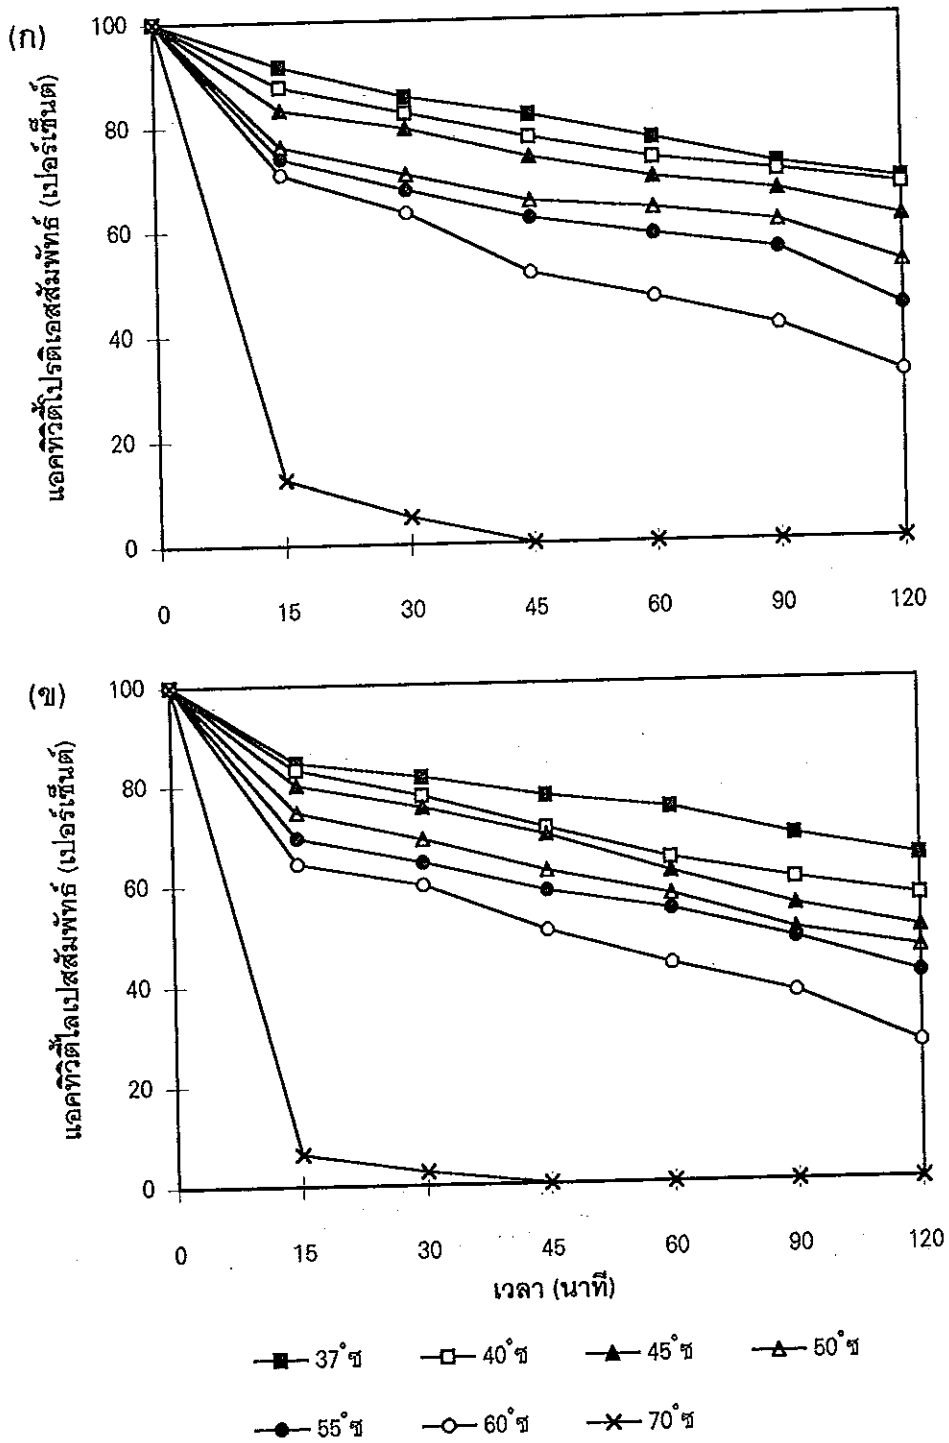 (ก)
แอคทิวิตี้โปรติเอสสัมพัทธ์ (เปอร์เซ็นต์)
100
80
60
40
20
0
0 15 30 45 60 90 120
(ข)
แอคทิวิตี้ไลเปสสัมพัทธ์ (เปอร์เซ็นต์)
100
80
60
40
20
0
0 15 30 45 60 90 120
เวลา (นาที)
37°ซ 40°ซ 45°ซ 50°ซ
55°ซ 60°ซ 70°ซ